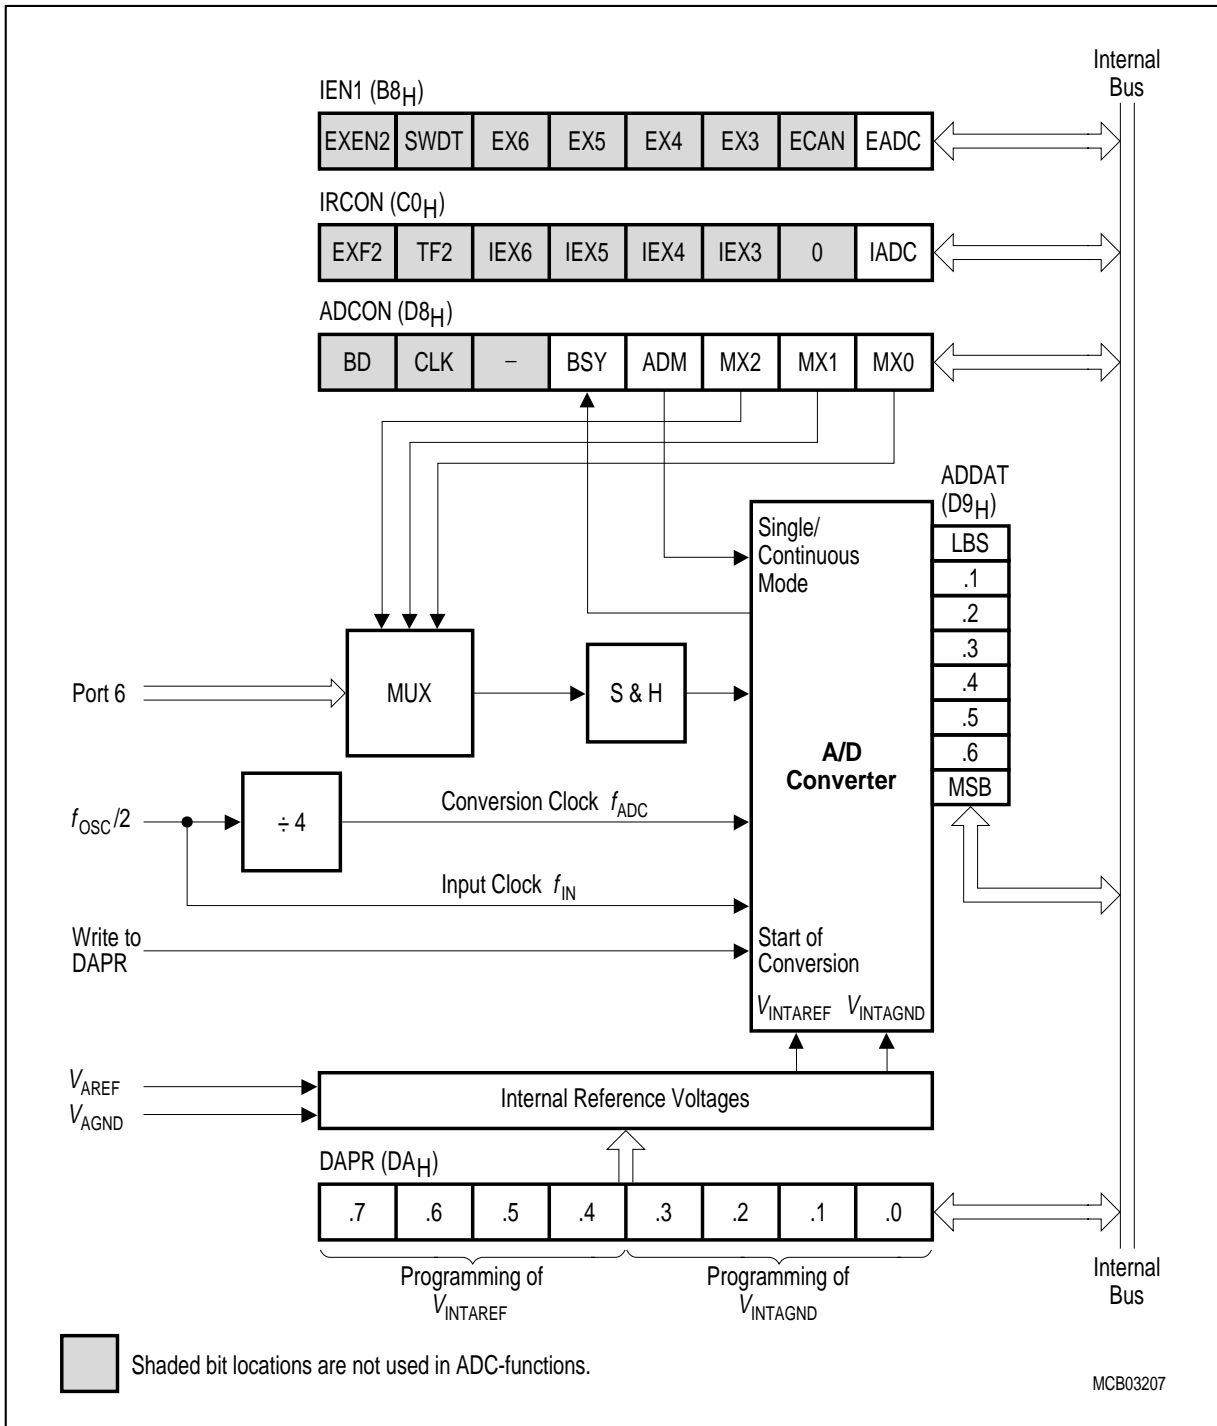 Internal
Bus
IEN1 (B8H)
EXEN2 SWDT EX6 EX5 EX4 EX3 ECAN EADC
IRCON (C0H)
EXF2 TF2 IEX6 IEX5 IEX4 IEX3 0 IADC
ADCON (D8H)
BD CLK – BSY ADM MX2 MX1 MX0
ADDAT
(D9H)
LBS
.1
.2
.3
.4
.5
.6
MSB
Single/
Continuous
Mode
Port 6
MUX
S & H
A/D
Converter
fOSC/2
÷ 4
Conversion Clock fADC
Input Clock fIN
Write to
DAPR
Start of
Conversion
VINTAREF VINTAGND
VAREF
VAGND
Internal Reference Voltages
DAPR (DAH)
.7 .6 .5 .4 .3 .2 .1 .0
Programming of
VINTAREF
Programming of
VINTAGND
Internal
Bus
Shaded bit locations are not used in ADC-functions.
MCB03207